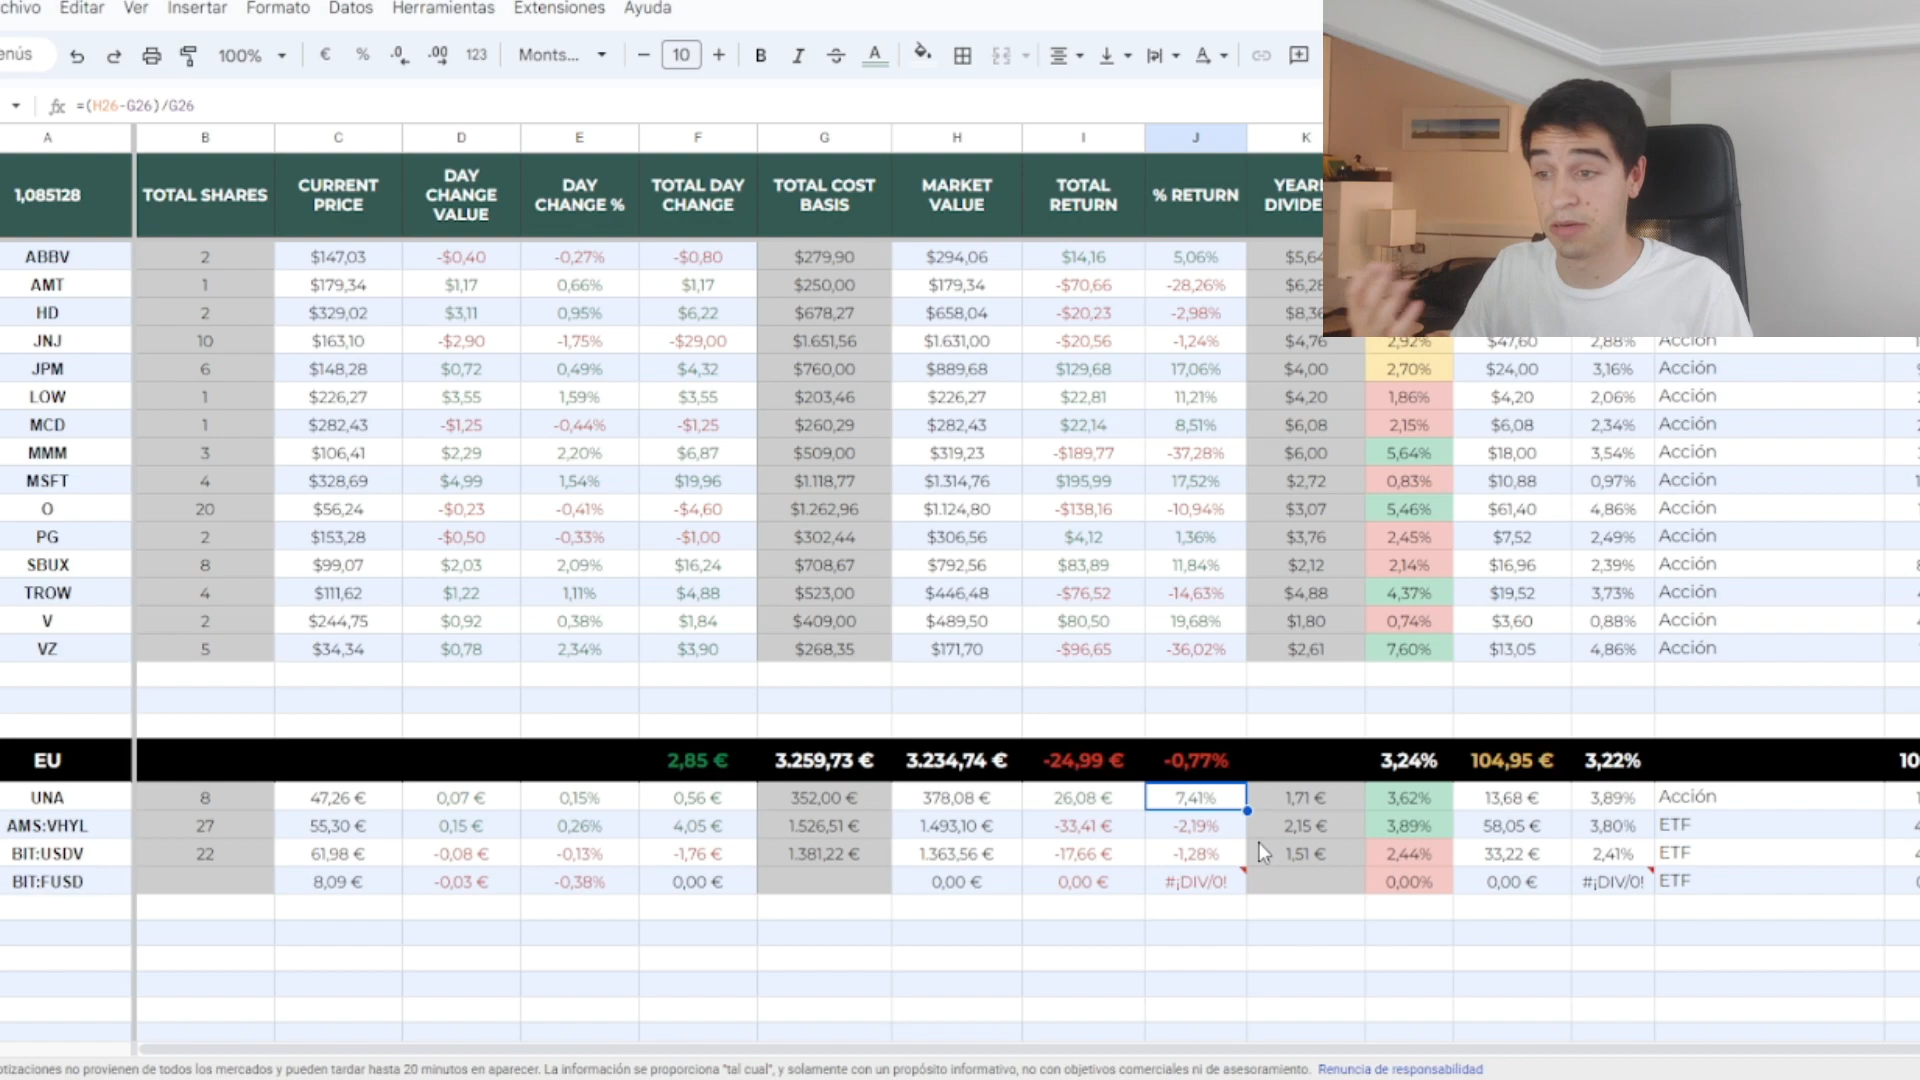 chivo Editar Ver Insertar Formato Datos Herramientas Extensiones Ayuda
enús 100% € % .0 .00 123 Monts... − 10 + B I A
fx =(H26-G26)/G26
A B C D E F G H I J K
1,085128 TOTAL SHARES CURRENT PRICE DAY CHANGE VALUE DAY CHANGE % TOTAL DAY CHANGE TOTAL COST BASIS MARKET VALUE TOTAL RETURN % RETURN
ABBV 2 $147,03 -$0,40 -0,27% -$0,80 $279,90 $294,06 $14,16 5,06% $5,64
AMT 1 $179,34 $1,17 0,66% $1,17 $250,00 $179,34 -$70,66 -28,26% $6,28
HD 2 $329,02 $3,11 0,95% $6,22 $678,27 $658,04 -$20,23 -2,98% $8,36
JNJ 10 $163,10 -$2,90 -1,75% -$29,00 $1.651,56 $1.631,00 -$20,56 -1,24% $4,76 2,92% $47,60 2,88% Acción
JPM 6 $148,28 $0,72 0,49% $4,32 $760,00 $889,68 $129,68 17,06% $4,00 2,70% $24,00 3,16% Acción
LOW 1 $226,27 $3,55 1,59% $3,55 $203,46 $226,27 $22,81 11,21% $4,20 1,86% $4,20 2,06% Acción
MCD 1 $282,43 -$1,25 -0,44% -$1,25 $260,29 $282,43 $22,14 8,51% $6,08 2,15% $6,08 2,34% Acción
MMM 3 $106,41 $2,29 2,20% $6,87 $509,00 $319,23 -$189,77 -37,28% $6,00 5,64% $18,00 3,54% Acción
MSFT 4 $328,69 $4,99 1,54% $19,96 $1.118,77 $1.314,76 $195,99 17,52% $2,72 0,83% $10,88 0,97% Acción
O 20 $56,24 -$0,23 -0,41% -$4,60 $1.262,96 $1.124,80 -$138,16 -10,94% $3,07 5,46% $61,40 4,86% Acción
PG 2 $153,28 -$0,50 -0,33% -$1,00 $302,44 $306,56 $4,12 1,36% $3,76 2,45% $7,52 2,49% Acción
SBUX 8 $99,07 $2,03 2,09% $16,24 $708,67 $792,56 $83,89 11,84% $2,12 2,14% $16,96 2,39% Acción
TROW 4 $111,62 $1,22 1,11% $4,88 $523,00 $446,48 -$76,52 -14,63% $4,88 4,37% $19,52 3,73% Acción
V 2 $244,75 $0,92 0,38% $1,84 $409,00 $489,50 $80,50 19,68% $1,80 0,74% $3,60 0,88% Acción
VZ 5 $34,34 $0,78 2,34% $3,90 $268,35 $171,70 -$96,65 -36,02% $2,61 7,60% $13,05 4,86% Acción
EU 2,85 € 3.259,73 € 3.234,74 € -24,99 € -0,77% 3,24% 104,95 € 3,22% 10
UNA 8 47,26 € 0,07 € 0,15% 0,56 € 352,00 € 378,08 € 26,08 € 7,41% 1,71 € 3,62% 13,68 € 3,89% Acción
AMS:VHYL 27 55,30 € 0,15 € 0,26% 4,05 € 1.526,51 € 1.493,10 € -33,41 € -2,19% 2,15 € 3,89% 58,05 € 3,80% ETF
BIT:USDV 22 61,98 € -0,08 € -0,13% -1,76 € 1.381,22 € 1.363,56 € -17,66 € -1,28% 1,51 € 2,44% 33,22 € 2,41% ETF
BIT:FUSD 8,09 € -0,03 € -0,38% 0,00 € 0,00 € 0,00 € #¡DIV/0! 0,00% 0,00 € #¡DIV/0! ETF
otizaciones no provienen de todos los mercados y pueden tardar hasta 20 minutos en aparecer. La información se proporciona "tal cual", y solamente con un propósito informativo, no con objetivos comerciales ni de asesoramiento. Renuncia de responsabilidad